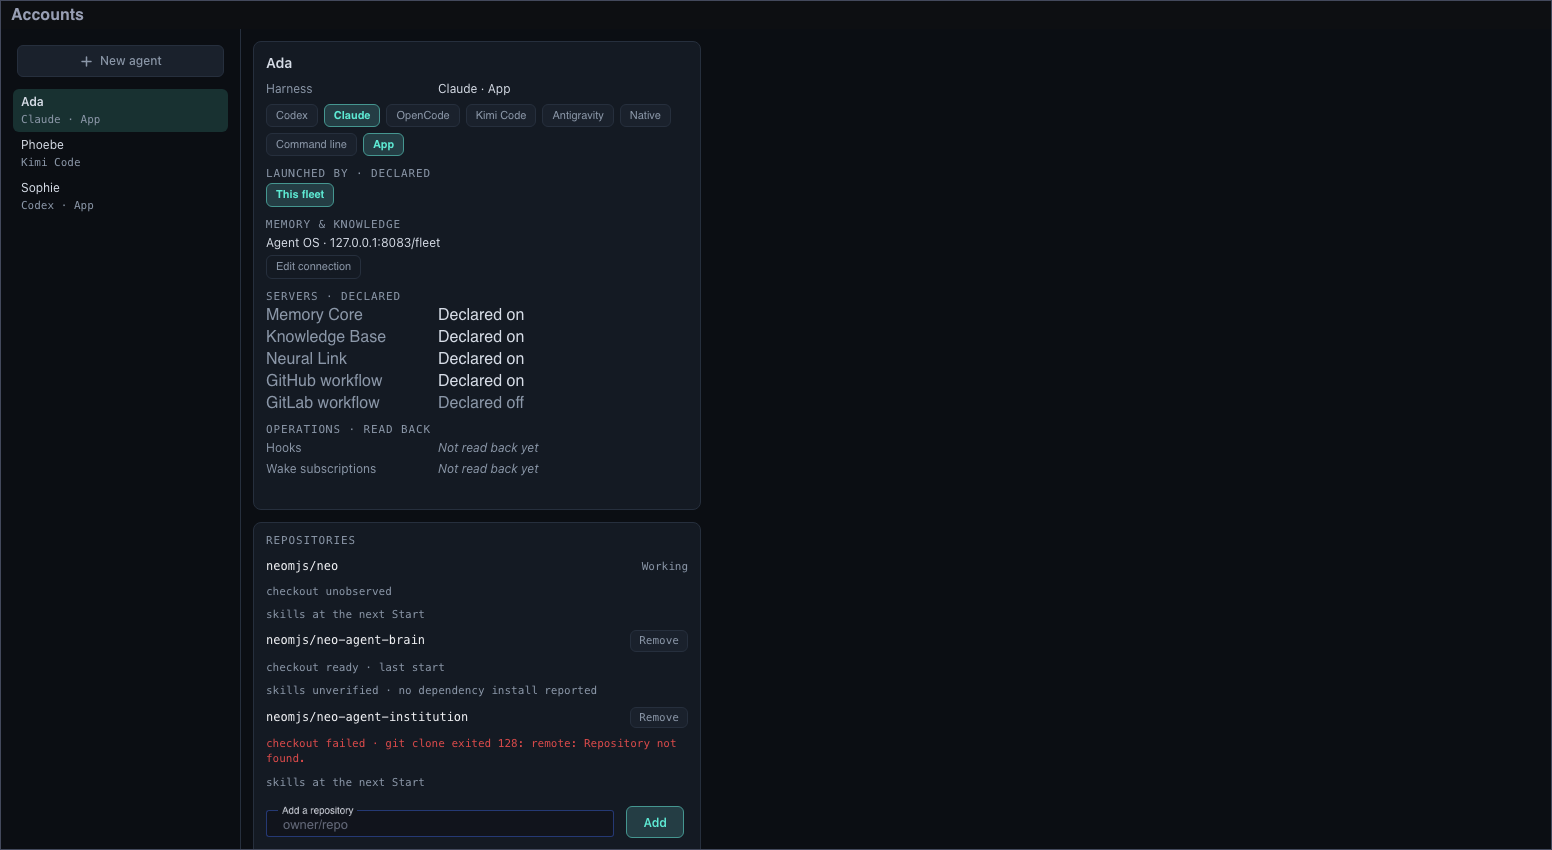 Accounts
New agent
Ada
Claude · App
Phoebe
Kimi Code
Sophie
Codex · App
Ada
Harness Claude · App
Codex Claude OpenCode Kimi Code Antigravity Native
Command line App
LAUNCHED BY · DECLARED
This fleet
MEMORY & KNOWLEDGE
Agent OS · 127.0.0.1:8083/fleet
Edit connection
SERVERS · DECLARED
Memory Core Declared on
Knowledge Base Declared on
Neural Link Declared on
GitHub workflow Declared on
GitLab workflow Declared off
OPERATIONS · READ BACK
Hooks Not read back yet
Wake subscriptions Not read back yet
REPOSITORIES
neomjs/neo Working
checkout unobserved
skills at the next Start
neomjs/neo-agent-brain Remove
checkout ready · last start
skills unverified · no dependency install reported
neomjs/neo-agent-institution Remove
checkout failed · git clone exited 128: remote: Repository not
found.
skills at the next Start
Add a repository
owner/repo Add